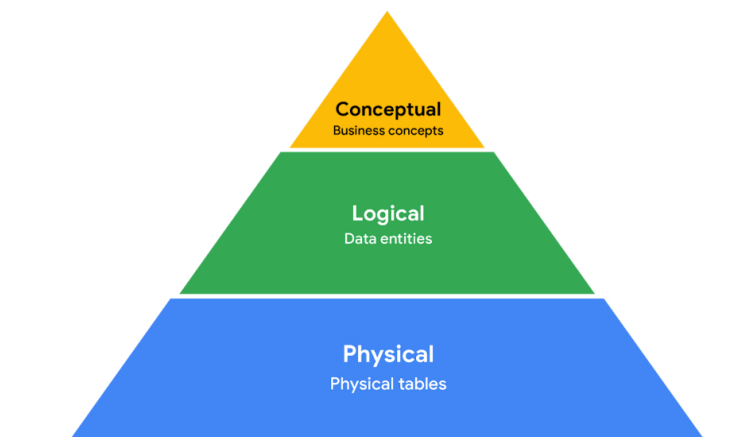 Conceptual
Business concepts
Logical
Data entities
Physical
Physical tables